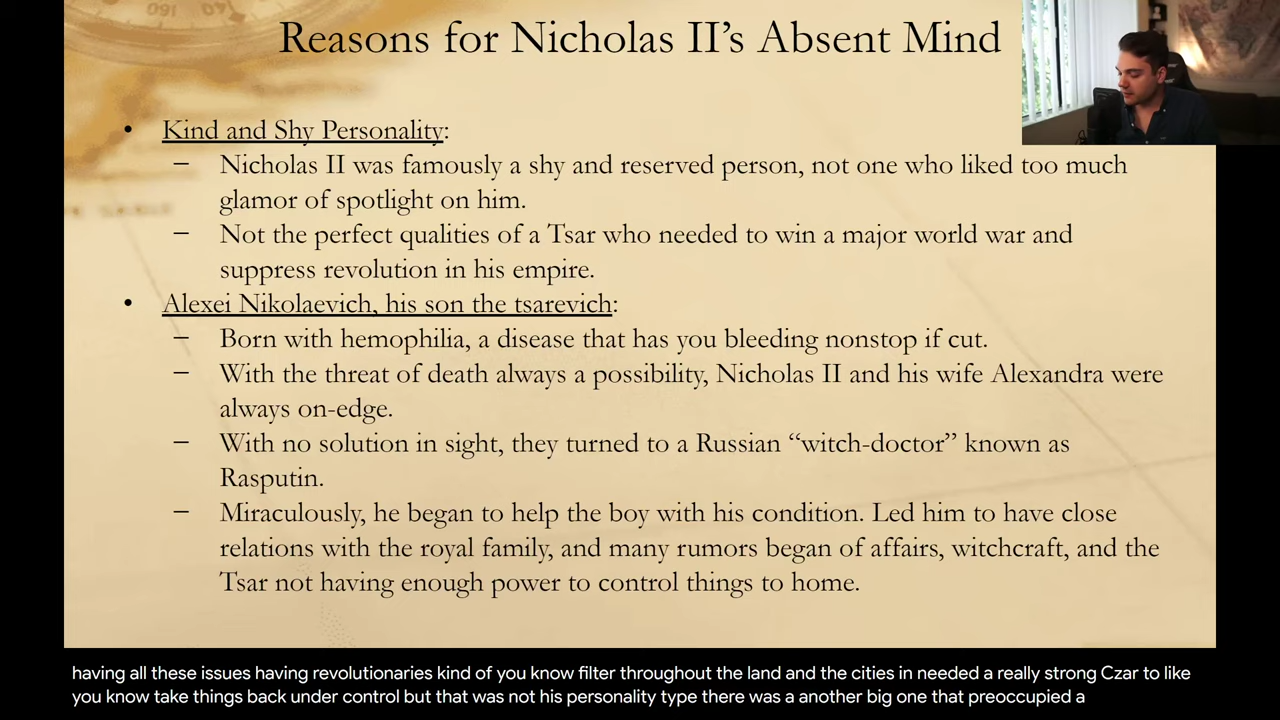 Reasons for Nicholas II's Absent Mind
• Kind and Shy Personality:
– Nicholas II was famously a shy and reserved person, not one who liked too much
glamor of spotlight on him.
– Not the perfect qualities of a Tsar who needed to win a major world war and
suppress revolution in his empire.
• Alexei Nikolaevich, his son the tsarevich:
– Born with hemophilia, a disease that has you bleeding nonstop if cut.
– With the threat of death always a possibility, Nicholas II and his wife Alexandra were
always on-edge.
– With no solution in sight, they turned to a Russian “witch-doctor” known as
Rasputin.
– Miraculously, he began to help the boy with his condition. Led him to have close
relations with the royal family, and many rumors began of affairs, witchcraft, and the
Tsar not having enough power to control things to home.
having all these issues having revolutionaries kind of you know filter throughout the land and the cities in needed a really strong Czar to like
you know take things back under control but that was not his personality type there was a another big one that preoccupied a